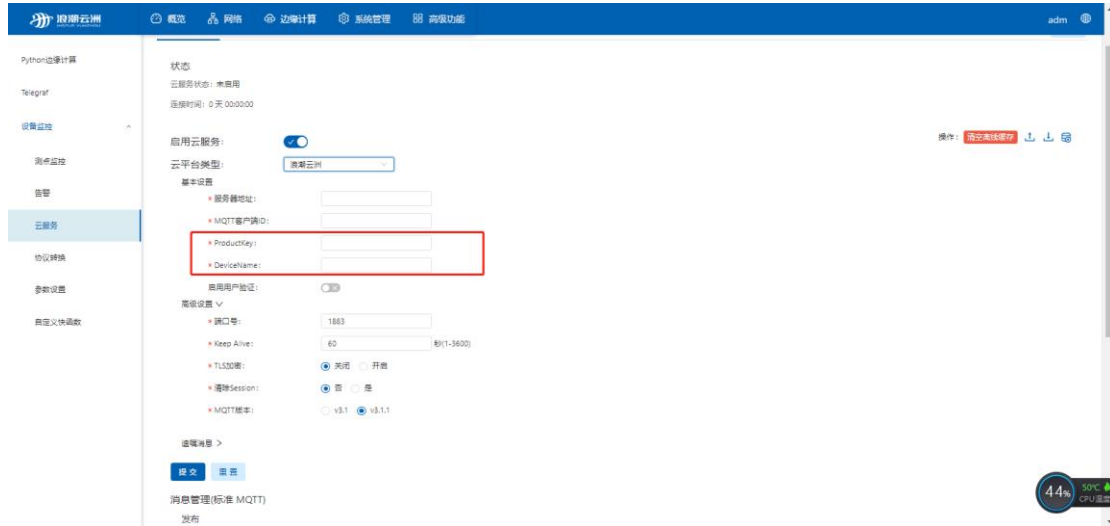 浪潮云洲
概览 网络 边缘计算 系统管理 高级功能 adm
Python边缘计算
Telegraf
设备监控
测点监控
告警
云服务
协议转换
参数设置
自定义快函数
状态
云服务状态：未启用
连接时间：0 天 00:00:00
启用云服务：
操作：清空离线缓存
云平台类型：浪潮云洲
基本设置
* 服务器地址：
* MQTT客户端ID：
* ProductKey：
* DeviceName：
启用用户验证：
高级设置
* 端口号：1883
* Keep Alive：60 秒(1-3600)
* TLS加密：关闭 开启
* 清除Session：否 是
* MQTT版本：v3.1 v3.1.1
遗嘱消息 >
提交 重置
消息管理(标准 MQTT)
发布
44%
50℃
CPU温度